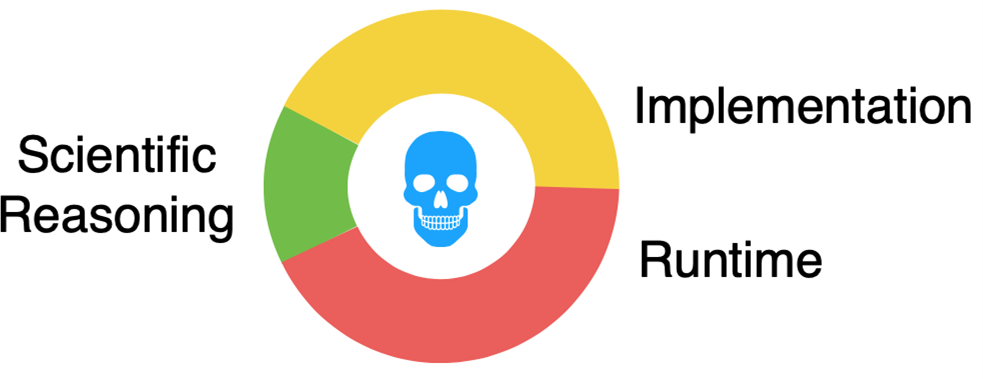 Scientific
Reasoning
Implementation
Runtime